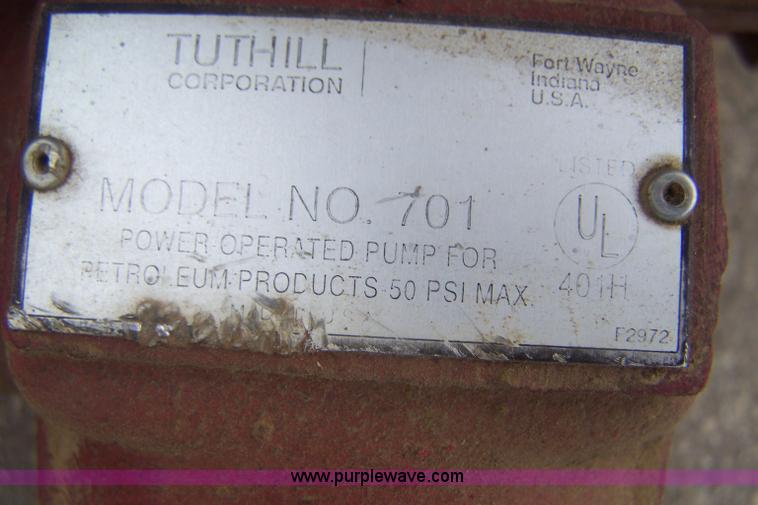 TUTHILL
CORPORATION
Fort Wayne
Indiana
U.S.A.
LISTED
MODEL NO. 701
UL
POWER OPERATED PUMP FOR
PETROLEUM PRODUCTS 50 PSI MAX
401H
F2972
www.purplewave.com